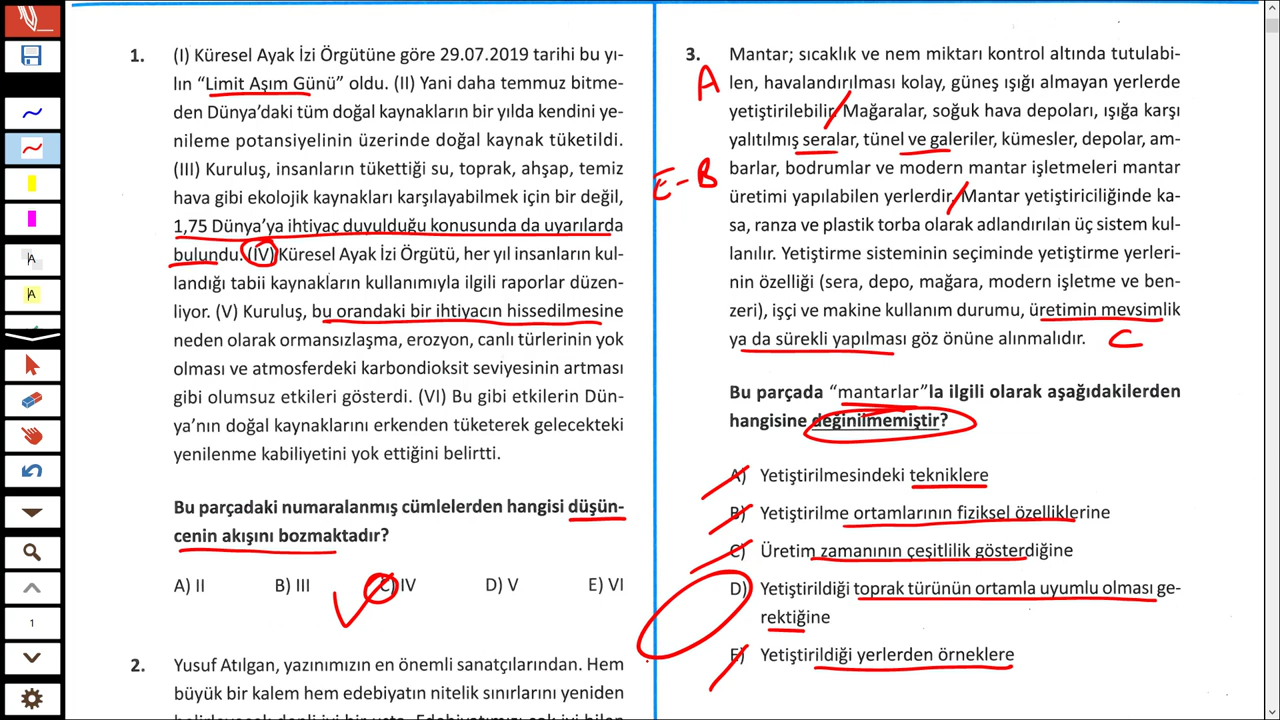 1. (I) Küresel Ayak İzi Örgütüne göre 29.07.2019 tarihi bu yı-
lın “Limit Aşım Günü” oldu. (II) Yani daha temmuz bitme-
den Dünya’daki tüm doğal kaynakların bir yılda kendini ye-
nileme potansiyelinin üzerinde doğal kaynak tüketildi.
(III) Kuruluş, insanların tükettiği su, toprak, ahşap, temiz
hava gibi ekolojik kaynakları karşılayabilmek için bir değil,
1,75 Dünya’ya ihtiyaç duyulduğu konusunda da uyarılarda
bulundu. (IV) Küresel Ayak İzi Örgütü, her yıl insanların kul-
landığı tabii kaynakların kullanımıyla ilgili raporlar düzen-
liyor. (V) Kuruluş, bu orandaki bir ihtiyacın hissedilmesine
neden olarak ormansızlaşma, erozyon, canlı türlerinin yok
olması ve atmosferdeki karbondioksit seviyesinin artması
gibi olumsuz etkileri gösterdi. (VI) Bu gibi etkilerin Dün-
ya’nın doğal kaynaklarını erkenden tüketerek gelecekteki
yenilenme kabiliyetini yok ettiğini belirtti.
Bu parçadaki numaralanmış cümlelerden hangisi düşün-
cenin akışını bozmaktadır?
A) II B) III C) IV D) V E) VI
2. Yusuf Atılgan, yazınımızın en önemli sanatçılarından. Hem
büyük bir kalem hem edebiyatın nitelik sınırlarını yeniden
3. Mantar; sıcaklık ve nem miktarı kontrol altında tutulabi-
A
len, havalandırılması kolay, güneş ışığı almayan yerlerde
yetiştirilebilir. Mağaralar, soğuk hava depoları, ışığa karşı
yalıtılmış seralar, tünel ve galeriler, kümesler, depolar, am-
E-B
barlar, bodrumlar ve modern mantar işletmeleri mantar
üretimi yapılabilen yerlerdir. Mantar yetiştiriciliğinde ka-
sa, ranza ve plastik torba olarak adlandırılan üç sistem kul-
lanılır. Yetiştirme sisteminin seçiminde yetiştirme yerleri-
nin özelliği (sera, depo, mağara, modern işletme ve ben-
zeri), işçi ve makine kullanım durumu, üretimin mevsimlik
ya da sürekli yapılması göz önüne alınmalıdır. C
Bu parçada “mantarlar”la ilgili olarak aşağıdakilerden
hangisine değinilmemiştir?
A) Yetiştirilmesindeki tekniklere
B) Yetiştirilme ortamlarının fiziksel özelliklerine
C) Üretim zamanının çeşitlilik gösterdiğine
D) Yetiştirildiği toprak türünün ortamla uyumlu olması ge-
rektiğine
E) Yetiştirildiği yerlerden örneklere
A
A
1